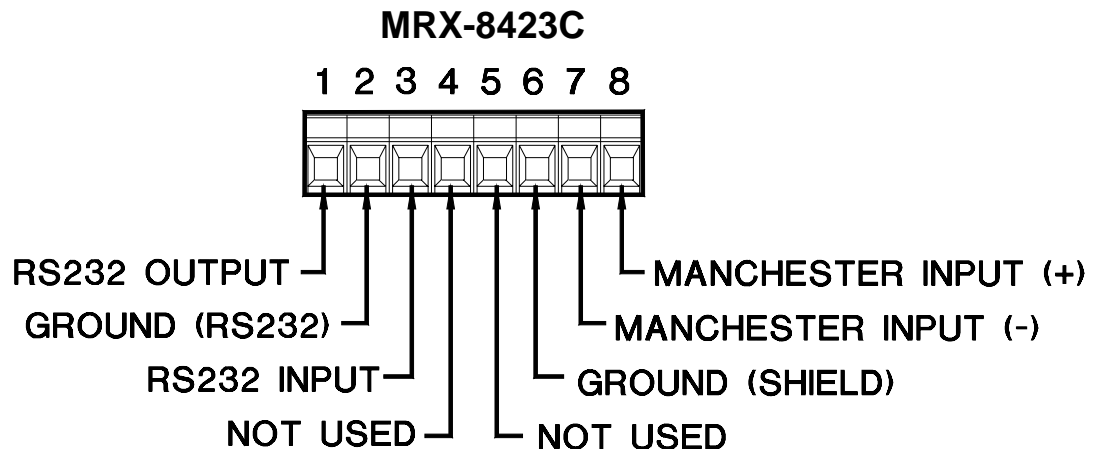 MRX-8423C
1 2 3 4 5 6 7 8
RS232 OUTPUT
MANCHESTER INPUT (+)
GROUND (RS232)
MANCHESTER INPUT (-)
RS232 INPUT
GROUND (SHIELD)
NOT USED
NOT USED